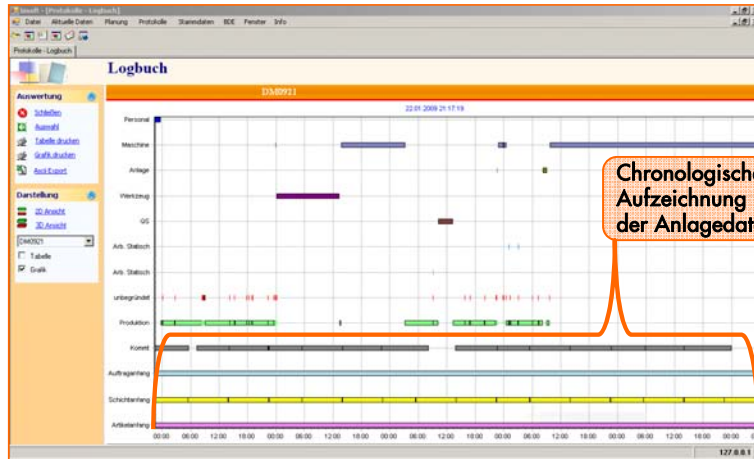 Imsoft - [Protokolle - Logbuch]
Datei Aktuelle Daten Planung Protokolle Stammdaten BDE Fenster Info
Protokolle - Logbuch
Logbuch
Auswertung
Schließen
Auswahl
Tabelle drucken
Grafik drucken
Ascii Export
Darstellung
2D Ansicht
3D Ansicht
DM0921
Tabelle
Grafik
DM0921
22.01.2009 21:17:19
Personal
Maschine
Anlage
Werkzeug
QS
Arb. Statisch
Arb. Statisch
unbegründet
Produktion
Kommt
Auftraganfang
Schichtanfang
Artikelanfang
Chronologische
Aufzeichnung
der Anlagedat
00:00 06:00 12:00 18:00 00:00 06:00 12:00 18:00 00:00 06:00 12:00 18:00 00:00 06:00 12:00 18:00 00:00 06:00 12:00 18:00 00:00
127.0.0.1